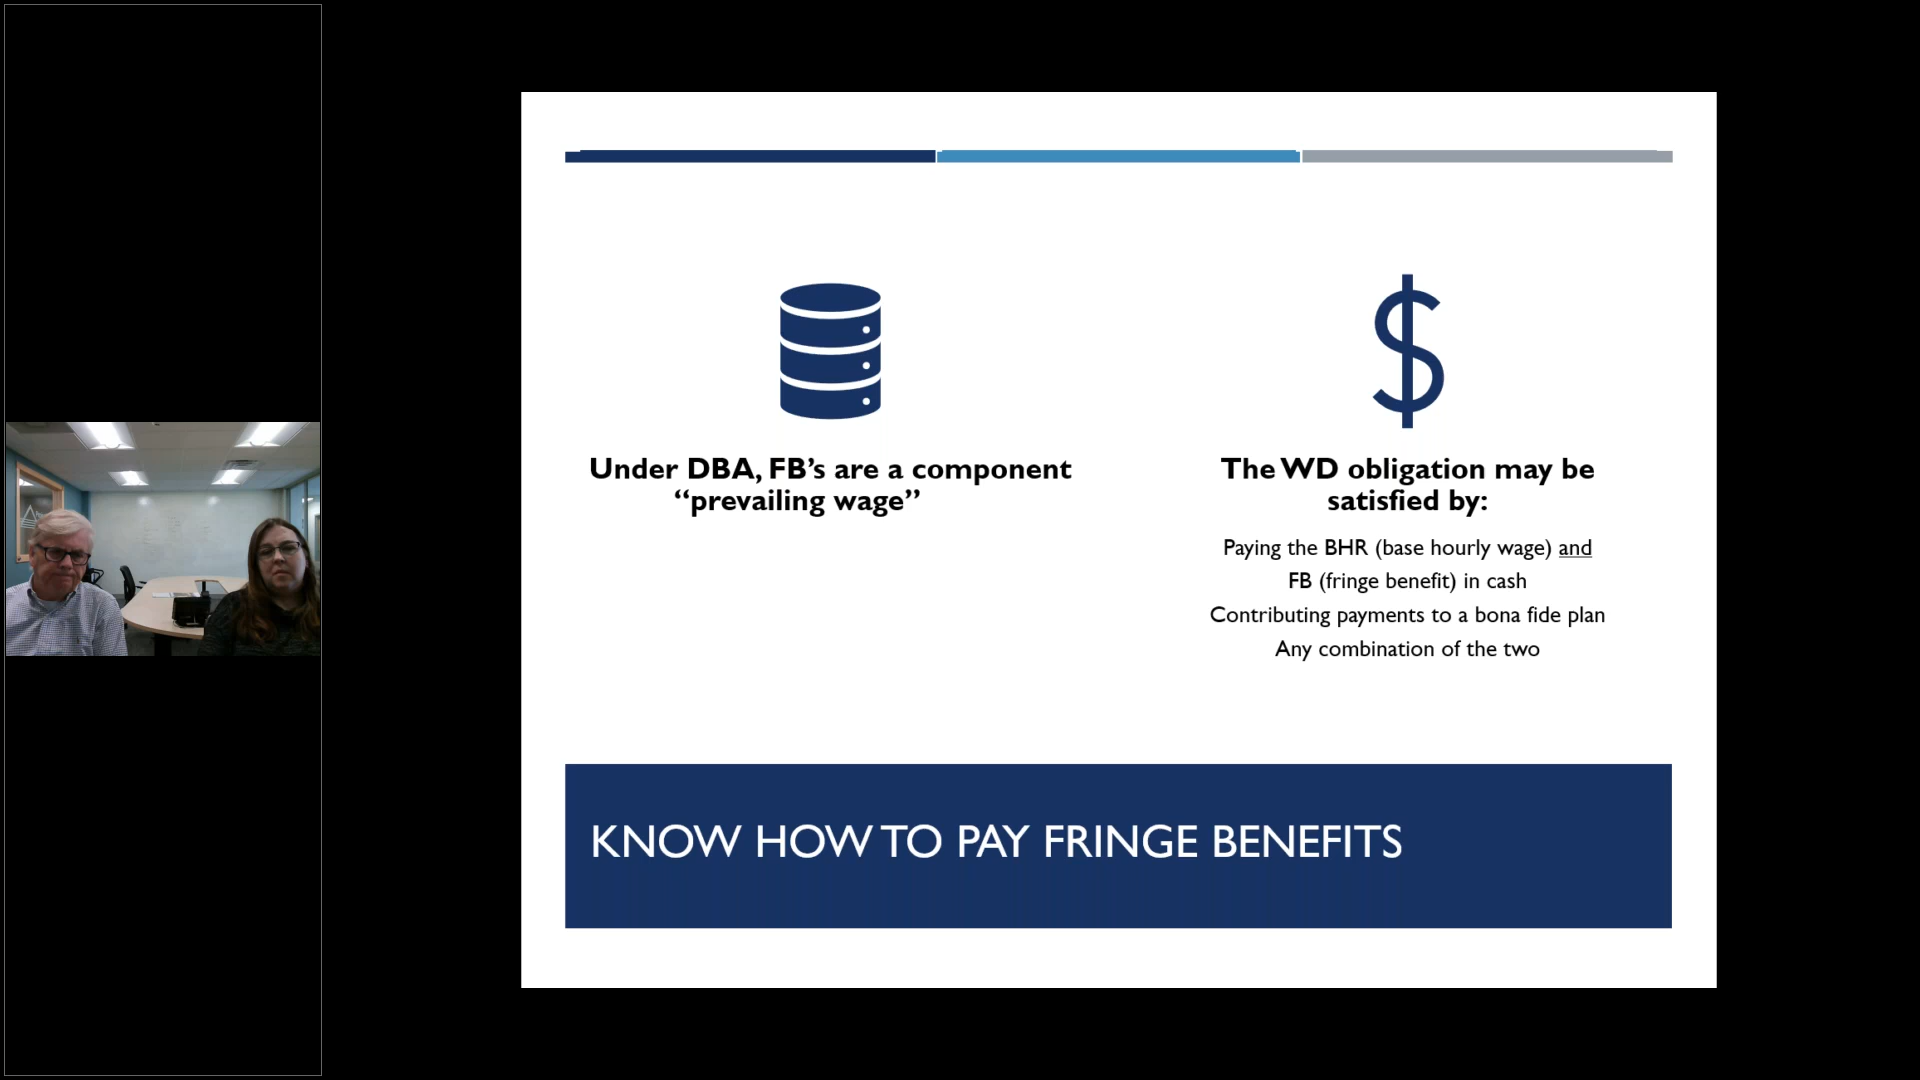 Under DBA, FB’s are a component
“prevailing wage”
The WD obligation may be
satisfied by:
Paying the BHR (base hourly wage) and
FB (fringe benefit) in cash
Contributing payments to a bona fide plan
Any combination of the two
KNOW HOW TO PAY FRINGE BENEFITS